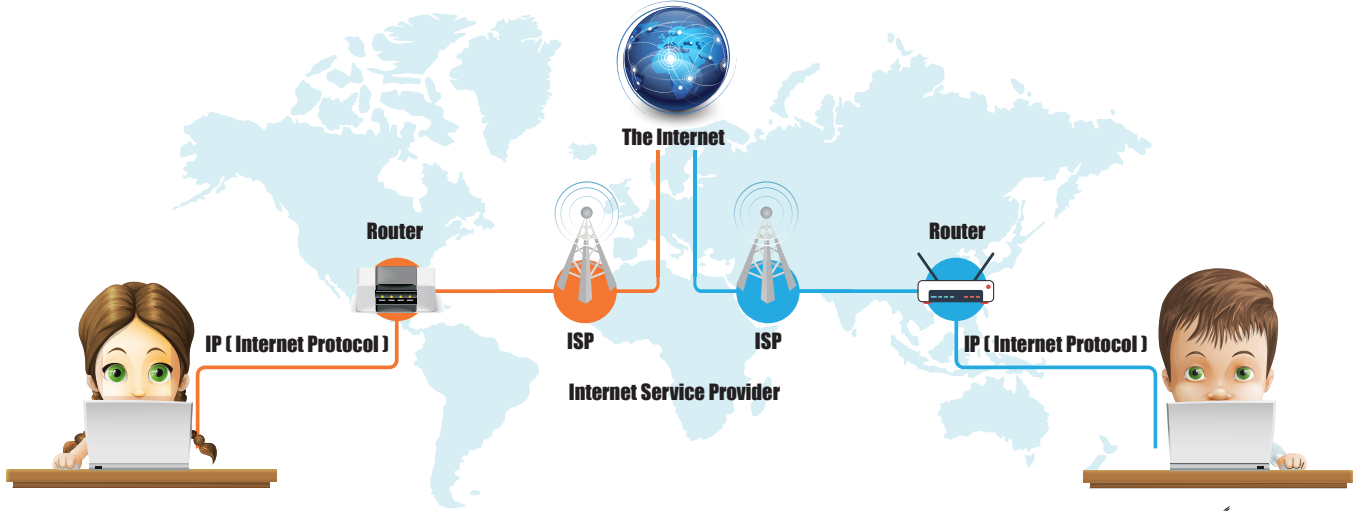 The Internet
Router
Router
IP ( Internet Protocol )
ISP
ISP
IP ( Internet Protocol )
Internet Service Provider